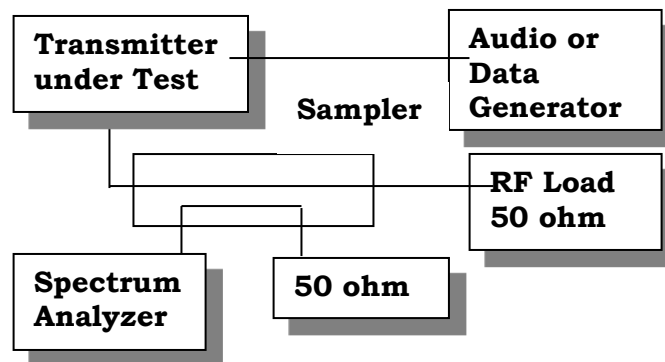 Transmitter
under Test
Audio or
Data
Generator
Sampler
RF Load
50 ohm
Spectrum
Analyzer
50 ohm